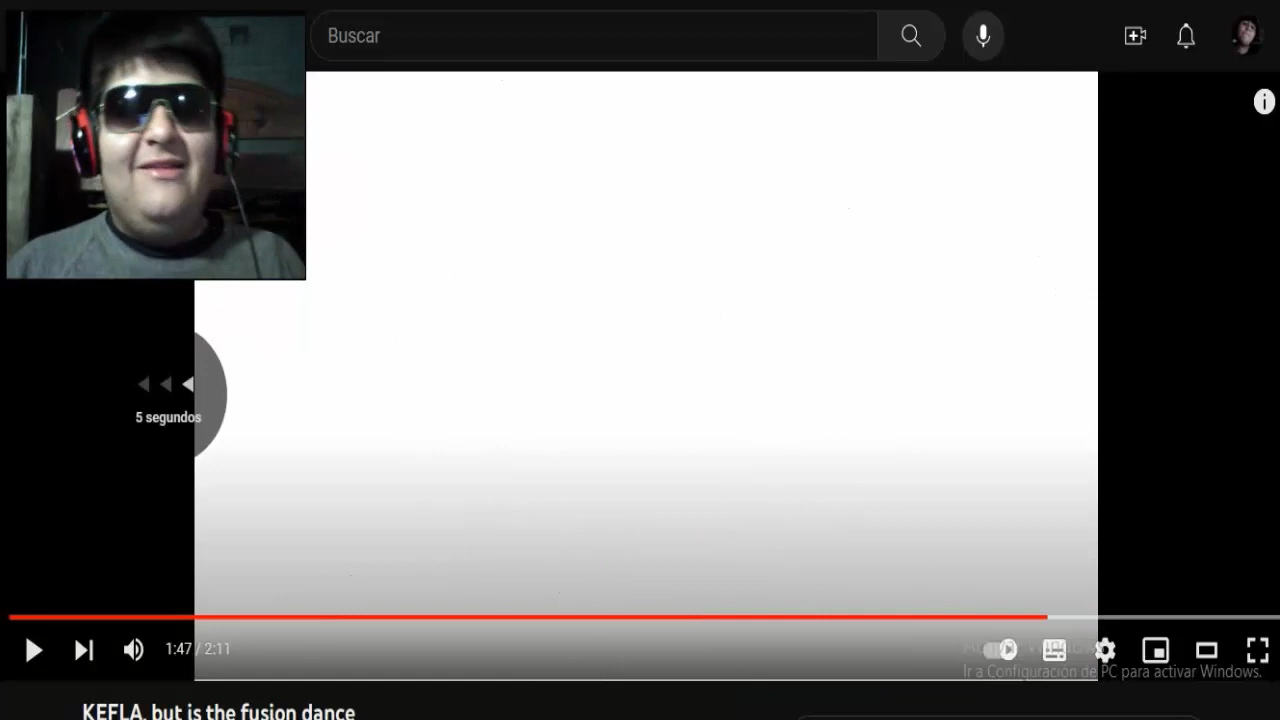 Buscar
5 segundos
1:47 / 2:11
Ir a Configuración de PC para activar Windows.
KEFLA, but is the fusion dance